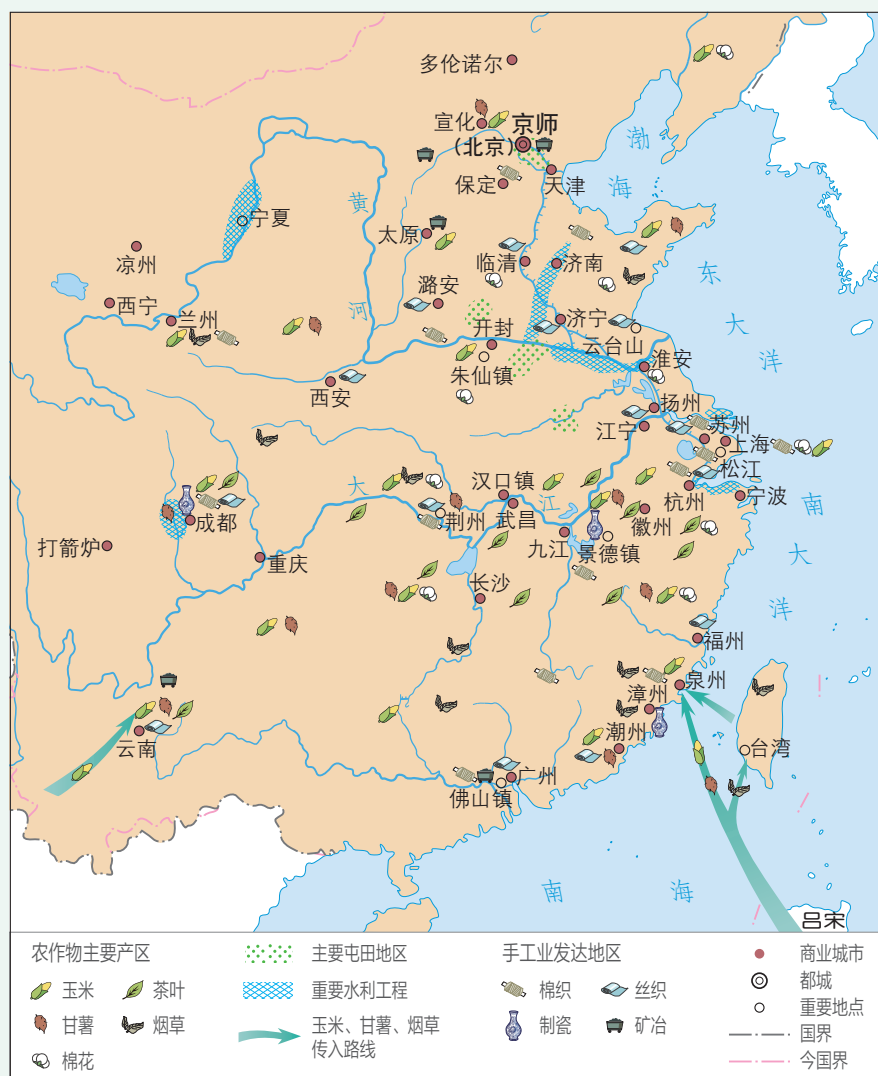 多伦诺尔
宣化
京师
(北京)
保定
天津
渤
海
黄
河
宁夏
凉州
西宁
兰州
太原
潞安
临清
济南
东
大
洋
开封
济宁
云台山
朱仙镇
淮安
西安
扬州
江宁
苏州
上海
松江
杭州
宁波
南
大
洋
大
江
汉口镇
荆州
武昌
九江
徽州
景德镇
成都
打箭炉
重庆
长沙
福州
泉州
漳州
潮州
台湾
云南
广州
佛山镇
南
海
吕宋
农作物主要产区
玉米
茶叶
甘薯
烟草
棉花
主要屯田地区
重要水利工程
玉米、甘薯、烟草
传入路线
手工业发达地区
棉织
丝织
制瓷
矿冶
商业城市
都城
重要地点
国界
今国界